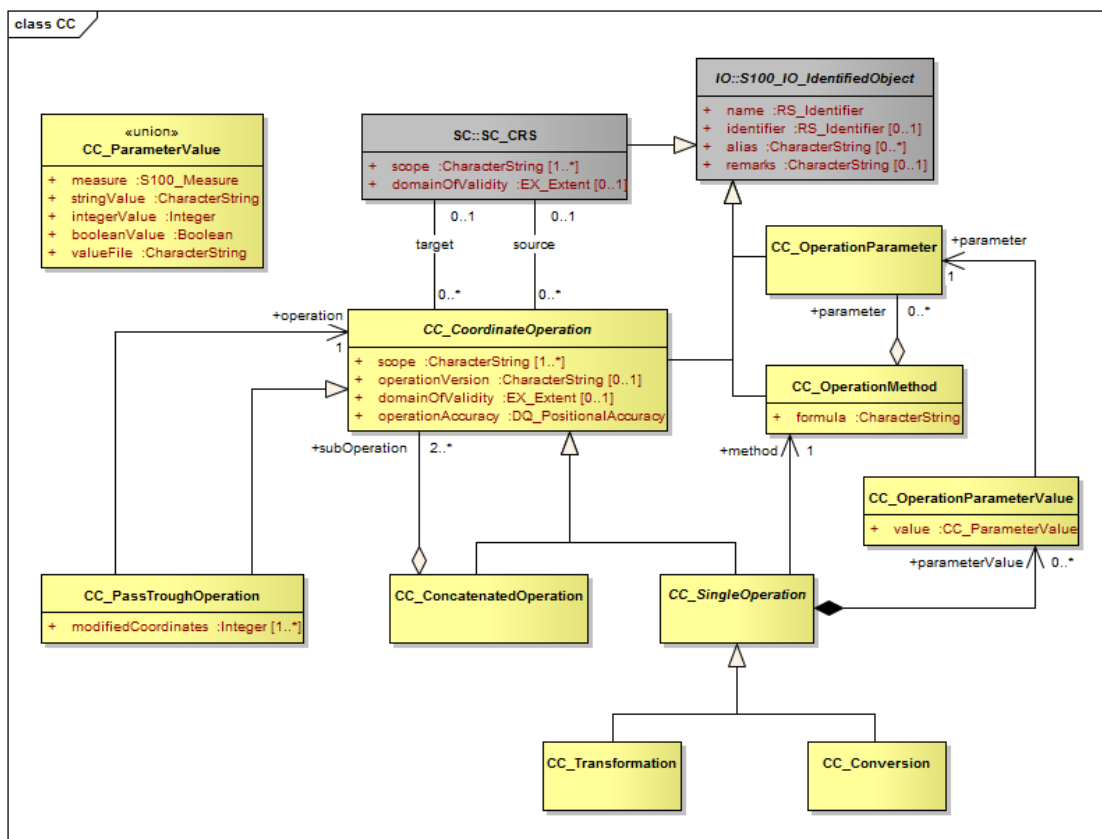 class CC
IO::S100_IO_IdentifiedObject
+ name :RS_Identifier
+ identifier :RS_Identifier [0..1]
+ alias :CharacterString [0..*]
+ remarks :CharacterString [0..1]
«union»
CC_ParameterValue
+ measure :S100_Measure
+ stringValue :CharacterString
+ integerValue :Integer
+ booleanValue :Boolean
+ valueFile :CharacterString
SC::SC_CRS
+ scope :CharacterString [1..*]
+ domainOfValidity :EX_Extent [0..1]
0..1
0..1
target
source
0..*
0..*
CC_OperationParameter
+parameter
1
+parameter
0..*
+operation
1
CC_CoordinateOperation
+ scope :CharacterString [1..*]
+ operationVersion :CharacterString [0..1]
+ domainOfValidity :EX_Extent [0..1]
+ operationAccuracy :DQ_PositionalAccuracy
CC_OperationMethod
+ formula :CharacterString
+subOperation
2..*
+method
1
CC_OperationParameterValue
+ value :CC_ParameterValue
+parameterValue
0..*
CC_PassTroughOperation
+ modifiedCoordinates :Integer [1..*]
CC_ConcatenatedOperation
CC_SingleOperation
CC_Transformation
CC_Conversion